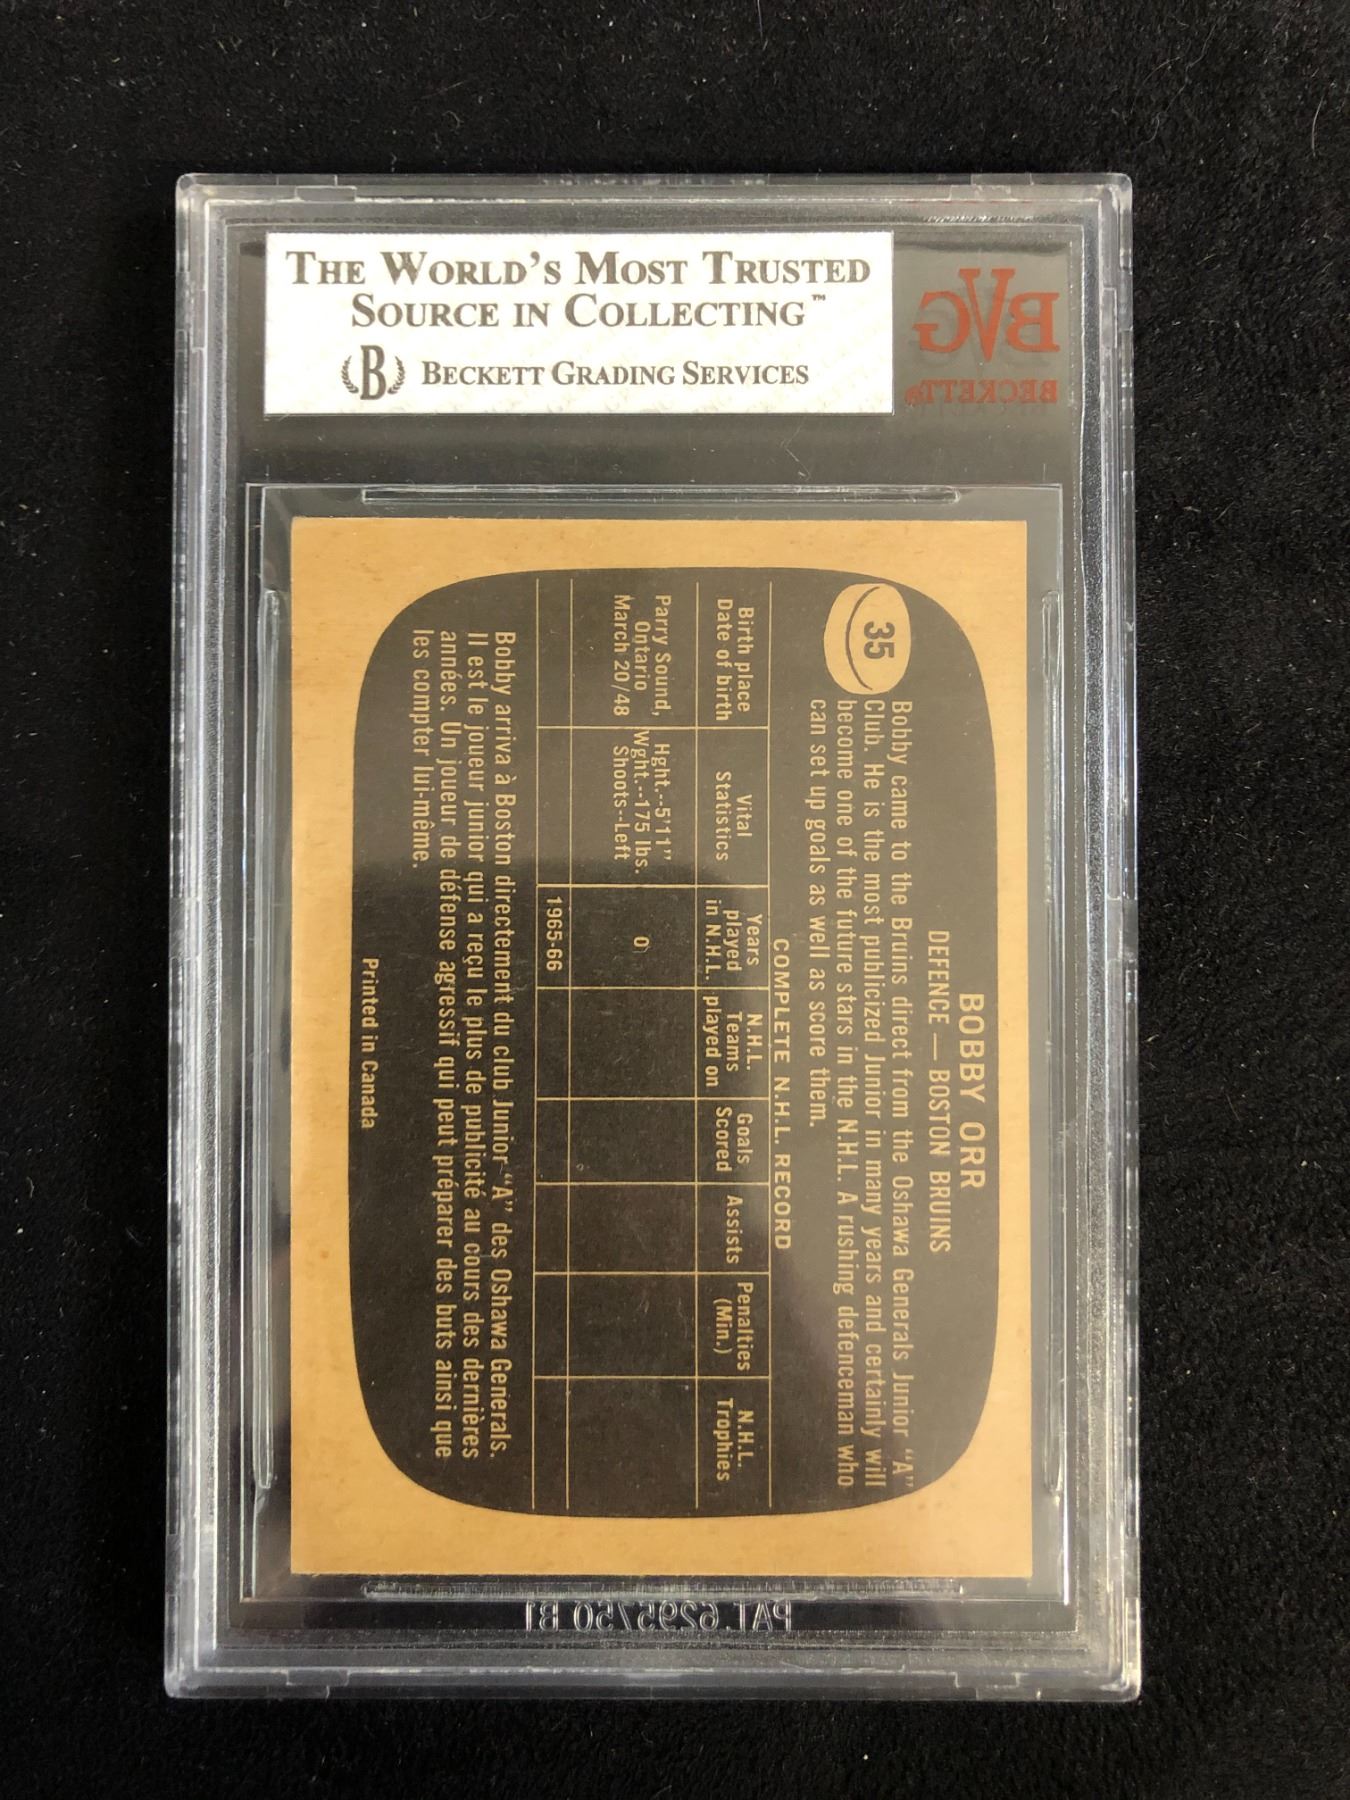 THE WORLD'S MOST TRUSTED
SOURCE IN COLLECTING™
B BECKETT GRADING SERVICES
BVG
BECKETT®
BOBBY ORR
DEFENCE — BOSTON BRUINS
35
Bobby came to the Bruins direct from the Oshawa Generals Junior "A"
Club. He is the most publicized Junior in many years and certainly will
become one of the future stars in the N.H.L. A rushing defenceman who
can set up goals as well as score them.
COMPLETE N.H.L. RECORD
Birth place
Date of birth
Vital
Statistics
Years
played
in N.H.L.
N.H.L.
Teams
played on
Goals
Scored
Assists
Penalties
(Min.)
N.H.L.
Trophies
Parry Sound,
Ontario
March 20/48
Hght.--5'11"
Wght.--175 lbs.
Shoots--Left
0
1965-66
Bobby arriva à Boston directement du club Junior "A" des Oshawa Generals.
Il est le joueur junior qui a reçu le plus de publicité au cours des dernières
années. Un joueur de défense agressif qui peut préparer des buts ainsi que
les compter lui-même.
Printed in Canada
PAT. 6295750 B1